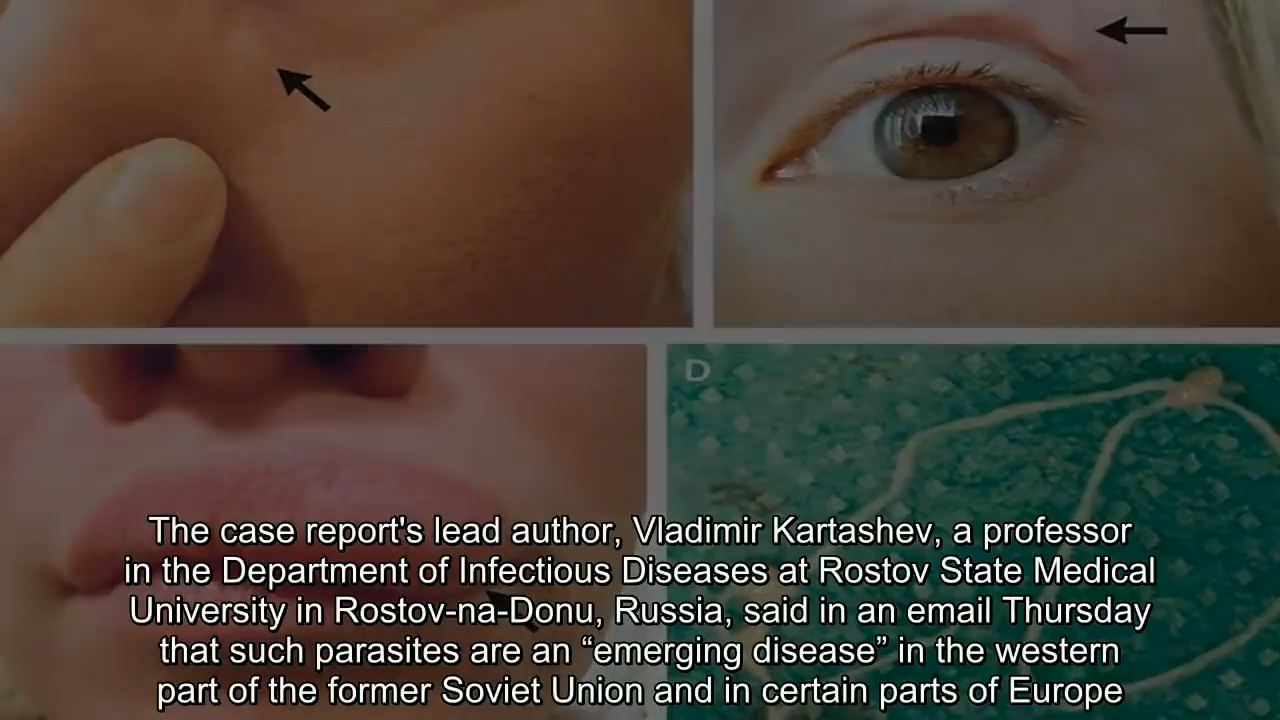 D
The case report's lead author, Vladimir Kartashev, a professor
in the Department of Infectious Diseases at Rostov State Medical
University in Rostov-na-Donu, Russia, said in an email Thursday
that such parasites are an “emerging disease” in the western
part of the former Soviet Union and in certain parts of Europe